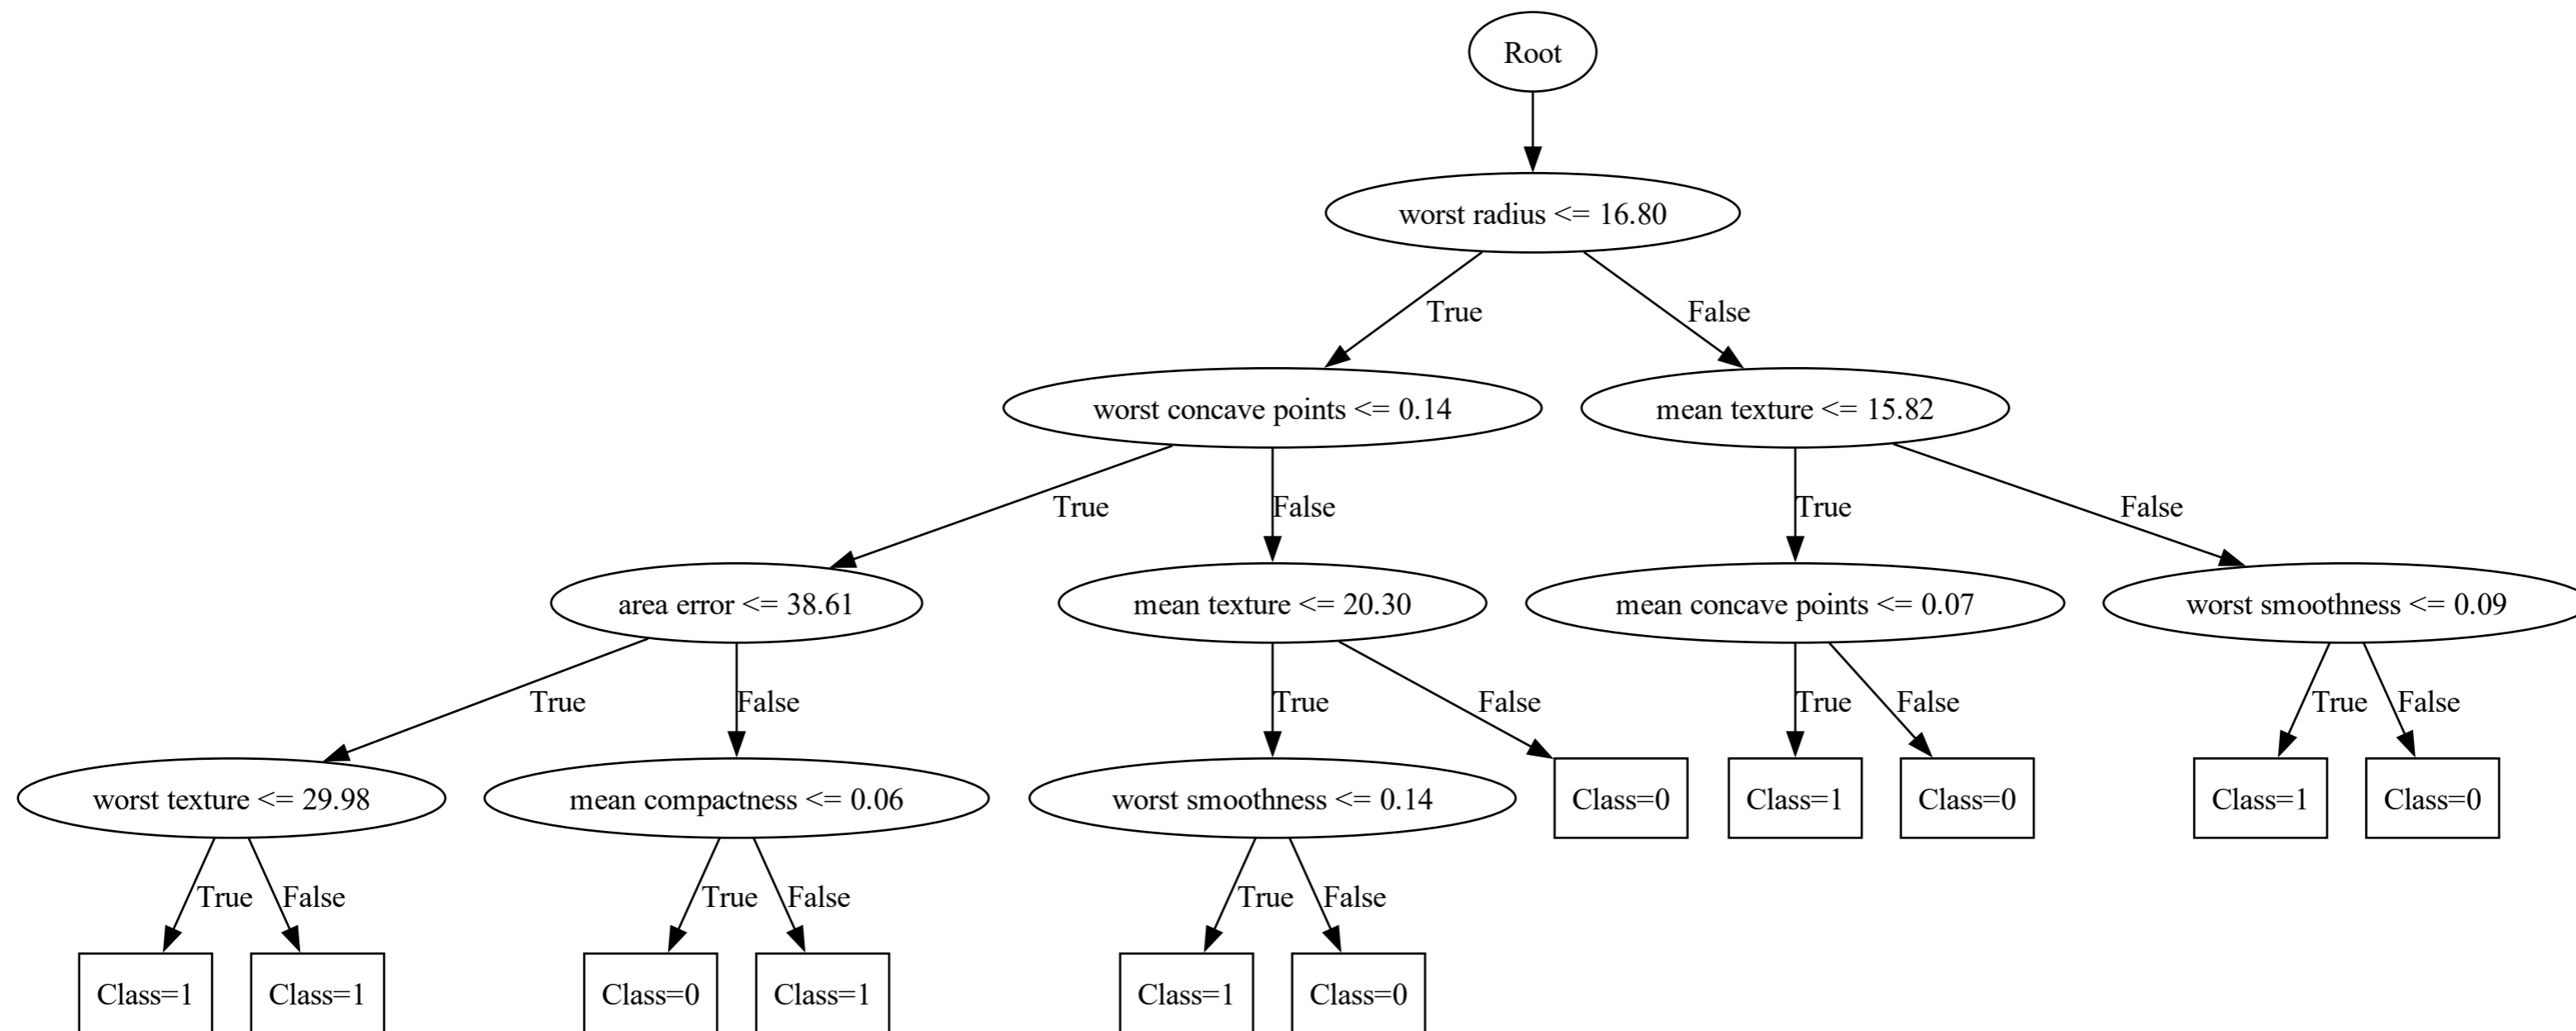 Root
worst radius <= 16.80
True
False
worst concave points <= 0.14
mean texture <= 15.82
True
False
True
False
area error <= 38.61
mean texture <= 20.30
mean concave points <= 0.07
worst smoothness <= 0.09
True
False
True
False
True
False
True
False
worst texture <= 29.98
mean compactness <= 0.06
worst smoothness <= 0.14
Class=0
Class=1
Class=0
Class=1
Class=0
True
False
True
False
True
False
Class=1
Class=1
Class=0
Class=1
Class=1
Class=0